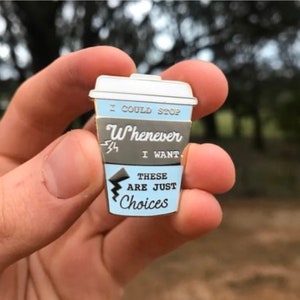 I COULD STOP
Whenever
I WANT
THESE
ARE JUST
Choices